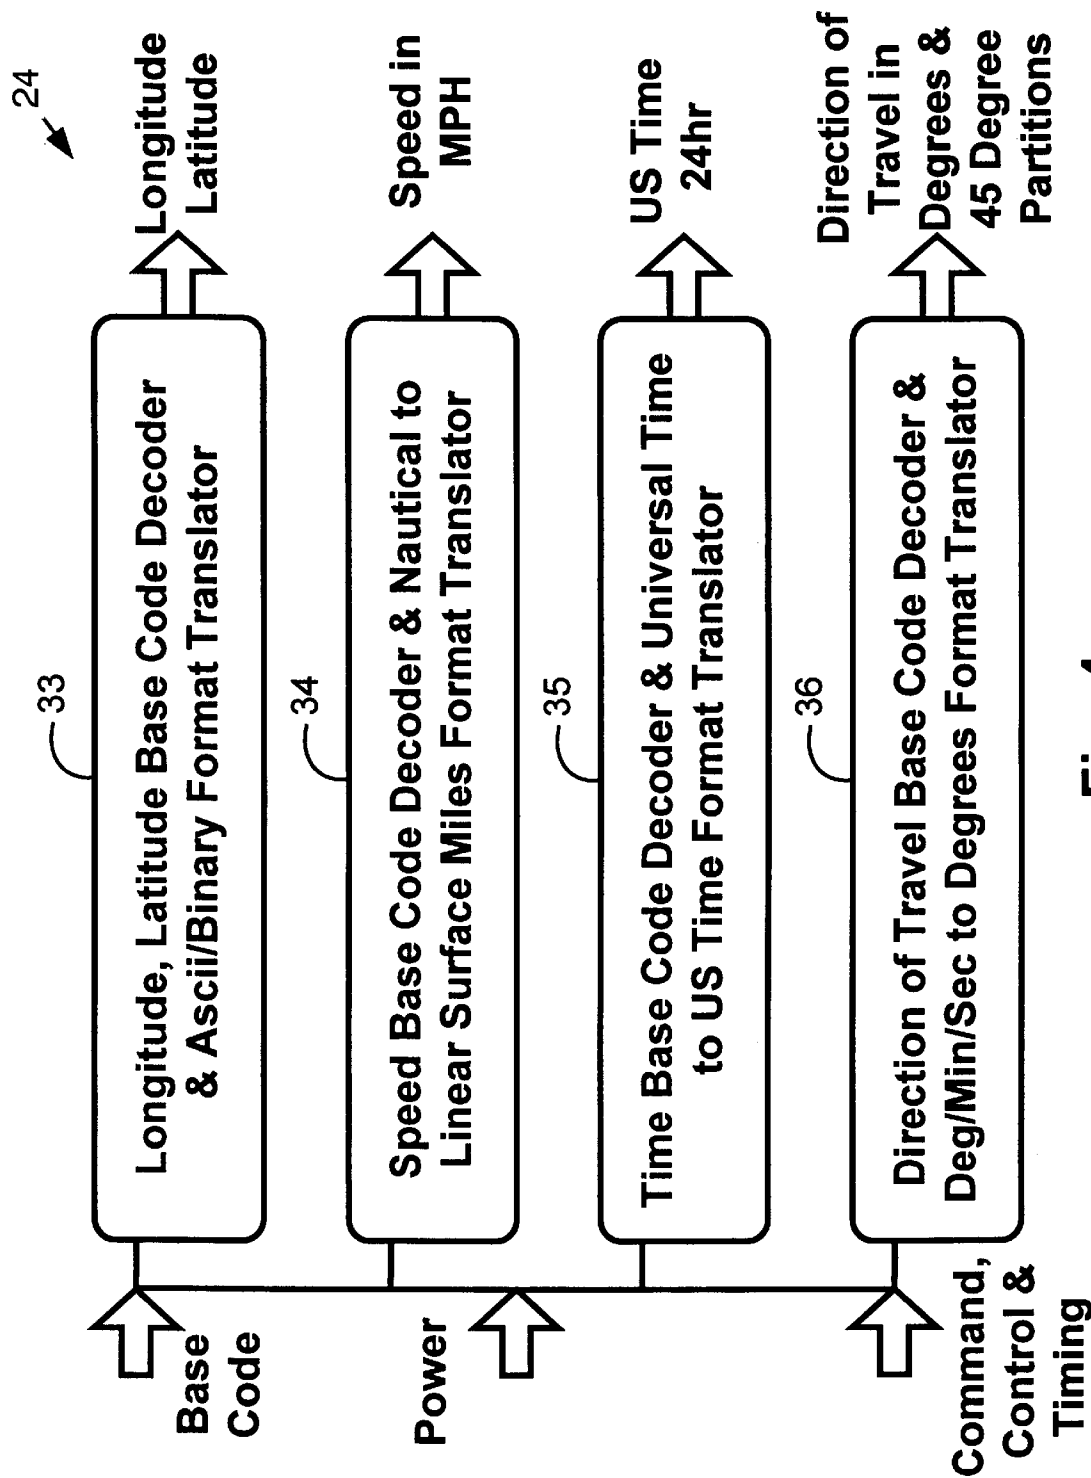 24
33
Longitude, Latitude Base Code Decoder
& Ascii/Binary Format Translator
Longitude
Latitude
34
Speed Base Code Decoder & Nautical to
Linear Surface Miles Format Translator
Speed in
MPH
35
Time Base Code Decoder & Universal Time
to US Time Format Translator
US Time
24hr
36
Direction of Travel Base Code Decoder &
Deg/Min/Sec to Degrees Format Translator
Direction of
Travel in
Degrees &
45 Degree
Partitions
Base
Code
Power
Command,
Control &
Timing